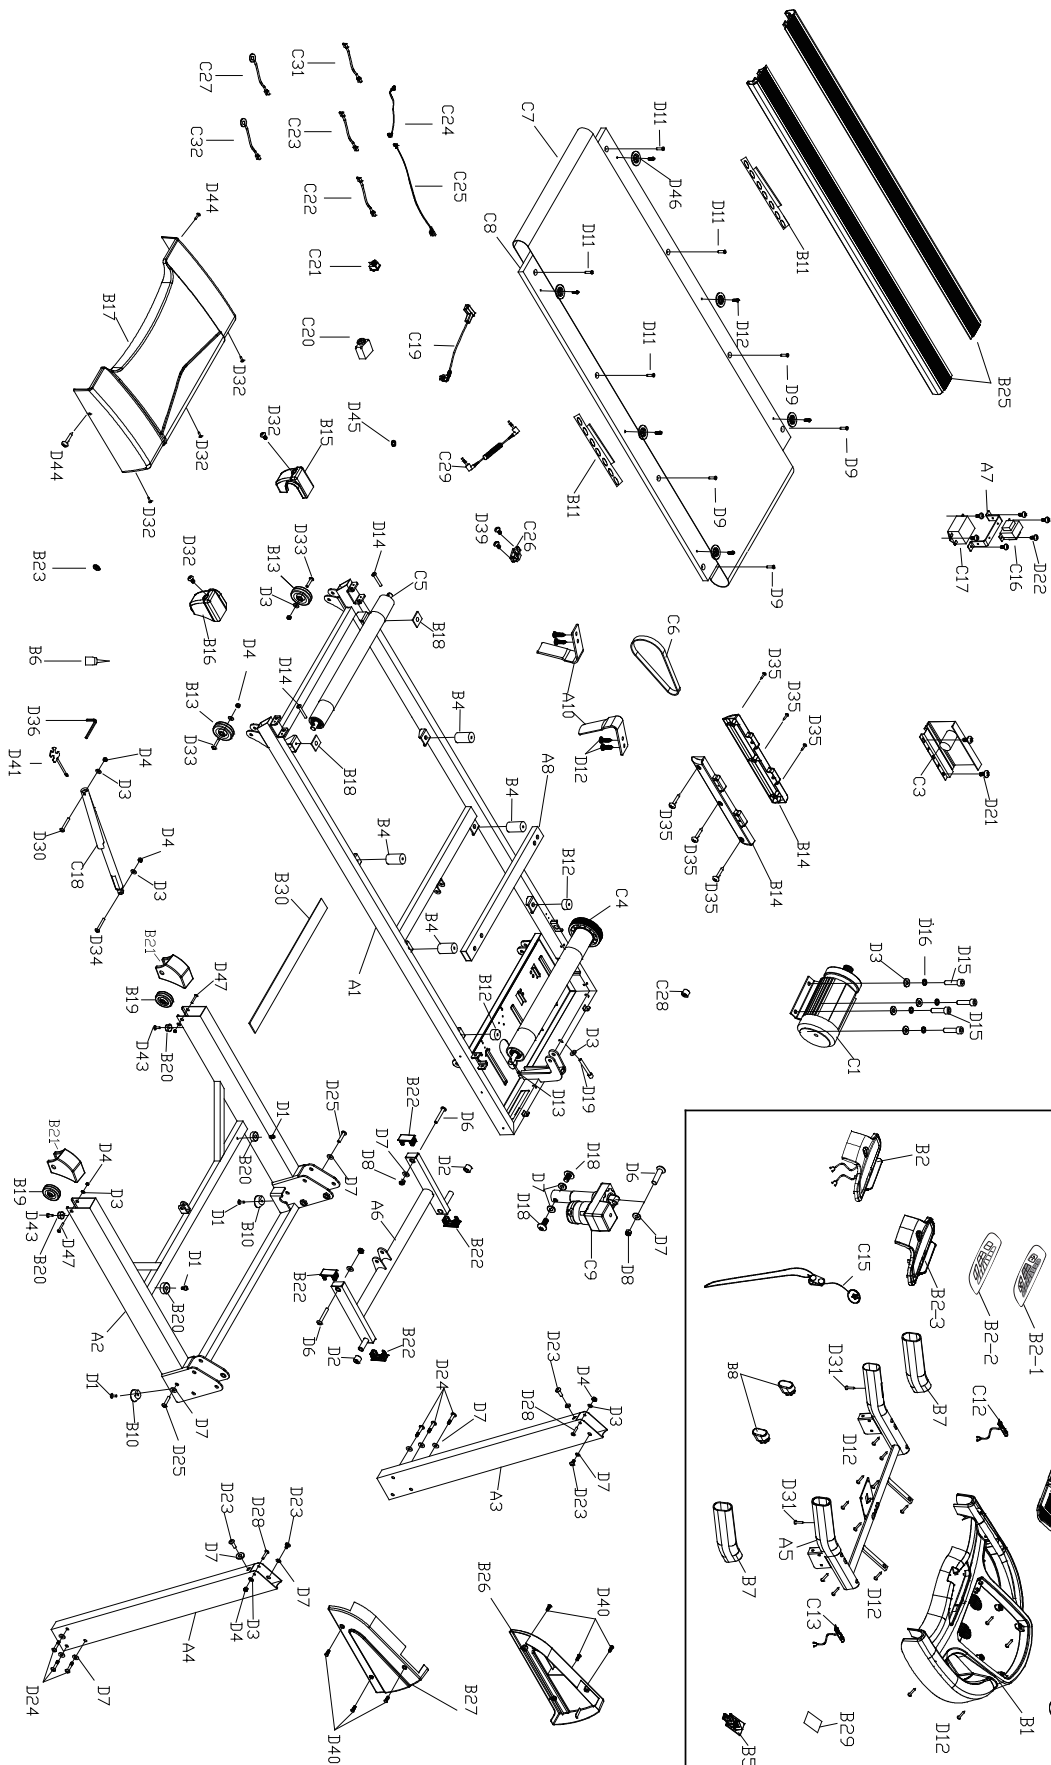 C31
C27
C24
C7
D11
C23
C32
C25
D46
B11
C22
D44
C8
D11
D11
C21
B17
D12
C20
C19
D11
B25
D32
D9
D45
D32
B15
D32
D44
C29
B11
D9
A7
D9
D32
D39
C26
C17
C16
D22
D14
D33
B13
D3
C5
D9
B23
D32
B16
B18
C6
D4
B6
D14
B13
A10
B4
D35
D35
D35
D36
D33
B18
D12
A8
C3
D21
D41
D4
D3
B4
B14
D30
C18
B4
D35
D35
D35
B14
D4
D3
B12
B30
C4
D34
B4
D16
D3
D15
B21
D47
A1
C28
B19
B12
D3
D15
D43
B20
D13
D19
C1
D25
B22
D6
D1
D7
D8
D2
D18
D6
B2
B21
D4
B20
D7
D7
D18
C15
B19
D3
D1
B10
A6
B22
C9
D8
D7
B2-3
B2-1
D43
B20
D47
D1
B22
B2-2
B20
A2
D6
D2
B22
D23
D31
B8
B7
C12
D24
D4
D1
B10
D7
D25
D28
D7
D3
D12
A3
D7
D23
D31
A5
B7
D23
D28
D23
D7
B26
D12
D7
D40
C13
D3
D4
A4
D24
D7
B27
B1
D40
B29
D12
B5